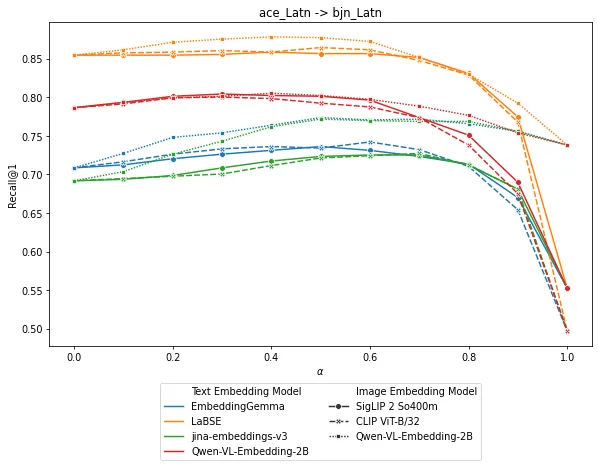 ace_Latn -> bjn_Latn
Recall@1
0.85
0.80
0.75
0.70
0.65
0.60
0.55
0.50
0.0
0.2
0.4
0.6
0.8
1.0
α
Text Embedding Model
EmbeddingGemma
LaBSE
jina-embeddings-v3
Qwen-VL-Embedding-2B
Image Embedding Model
SigLIP 2 So400m
CLIP ViT-B/32
Qwen-VL-Embedding-2B